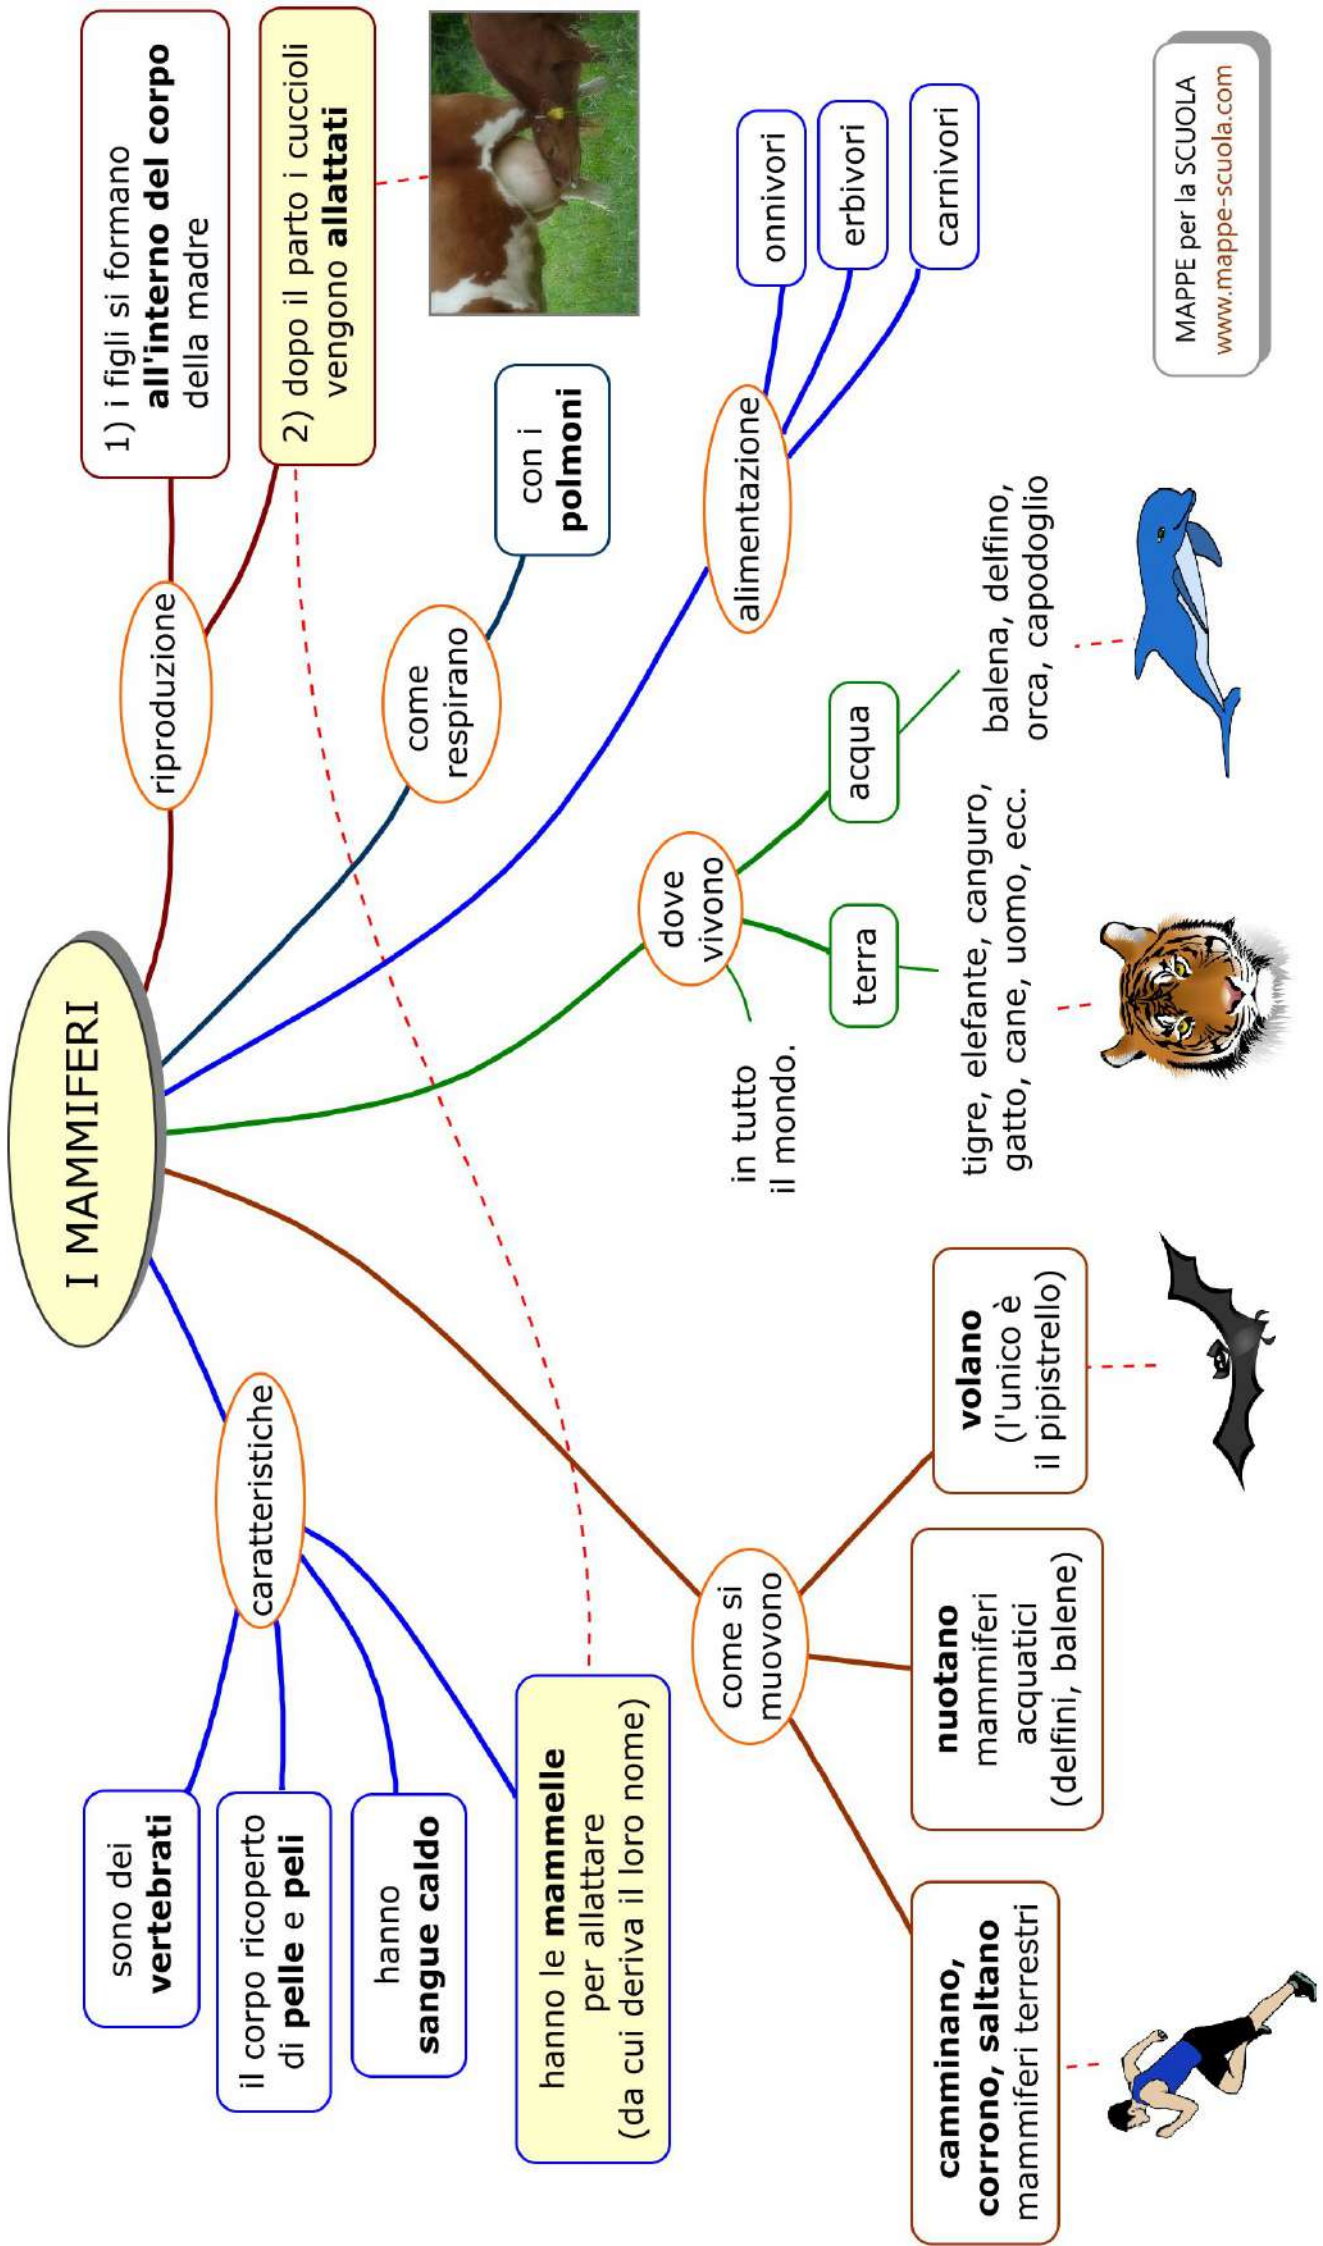 I MAMMIFERI
caratteristiche
sono dei
vertebrati
il corpo ricoperto
di pelle e peli
hanno
sangue caldo
hanno le mammelle
per allattare
(da cui deriva il loro nome)
come si
muovono
camminano,
corrono, saltano
mammiferi terrestri
nuotano
mammiferi
acquatici
(delfini, balene)
volano
(l'unico è
il pipistrello)
dove
vivono
in tutto
il mondo.
terra
tigre, elefante, canguro,
gatto, cane, uomo, ecc.
acqua
balena, delfino,
orca, capodoglio
alimentazione
onnivori
erbivori
carnivori
come
respirano
con i
polmoni
riproduzione
1) i figli si formano
all'interno del corpo
della madre
2) dopo il parto i cuccioli
vengono allattati
MAPPE per la SCUOLA
www.mappe-scuola.com